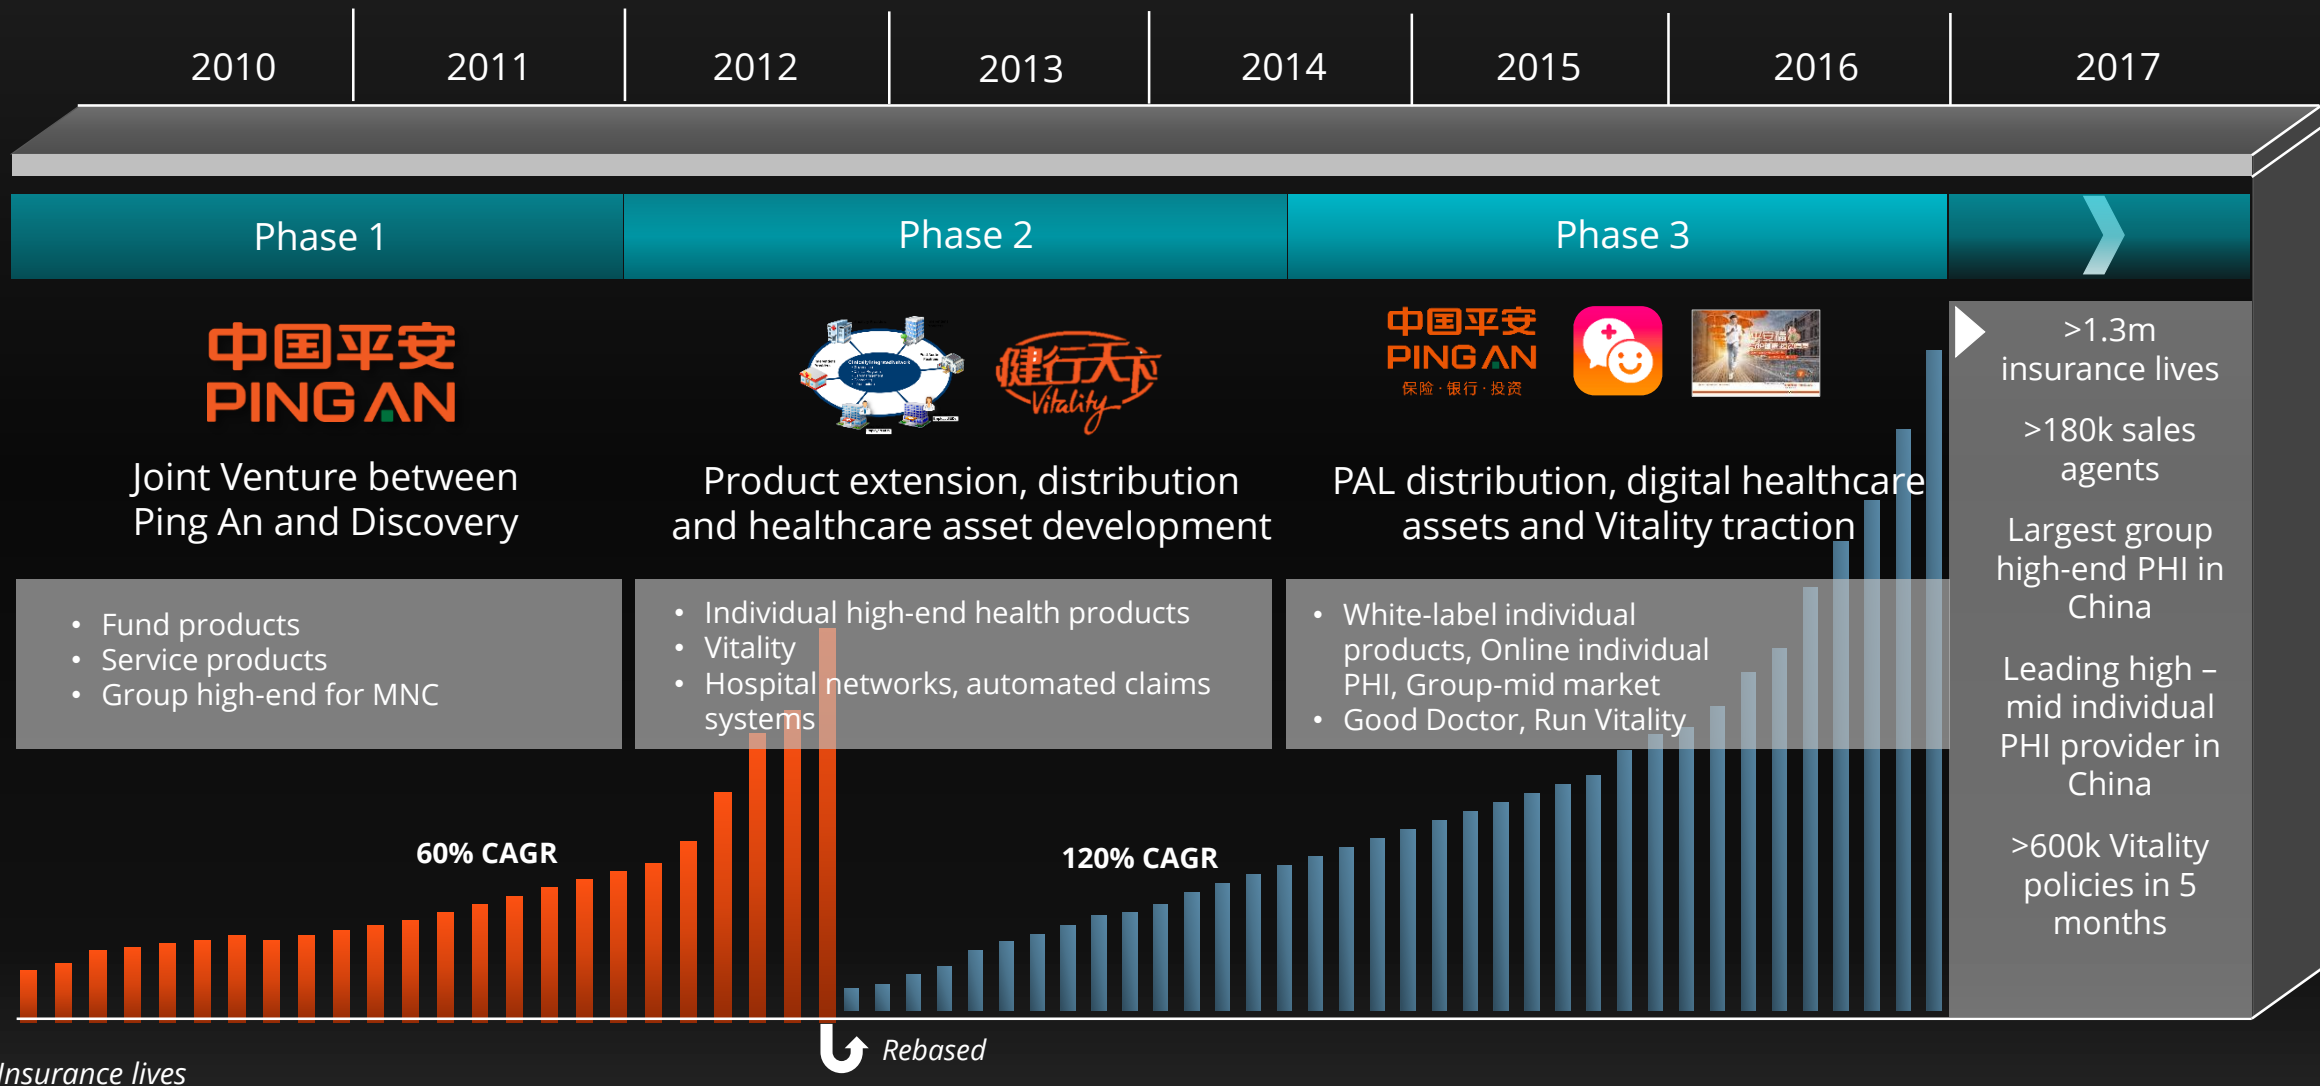 2010
2011
2012
2013
2014
2015
2016
2017
Phase 1
Phase 2
Phase 3
中国平安
PING AN
Joint Venture between
Ping An and Discovery
• Fund products
• Service products
• Group high-end for MNC
健行天下
Vitality
Product extension, distribution
and healthcare asset development
• Individual high-end health products
• Vitality
• Hospital networks, automated claims
systems
中国平安
PING AN
保险·银行·投资
PAL distribution, digital healthcare
assets and Vitality traction
• White-label individual
products, Online individual
PHI, Group-mid market
• Good Doctor, Run Vitality
>1.3m
insurance lives
>180k sales
agents
Largest group
high-end PHI in
China
Leading high –
mid individual
PHI provider in
China
>600k Vitality
policies in 5
months
60% CAGR
120% CAGR
Rebased
Insurance lives